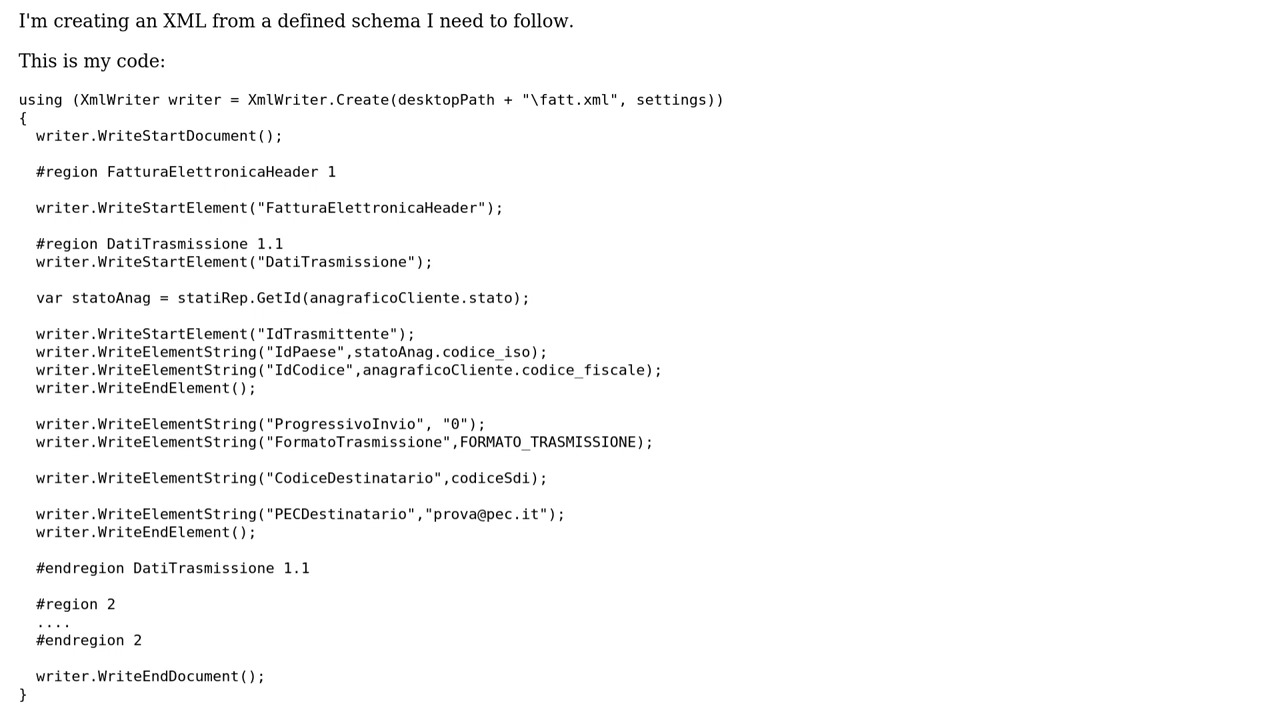 I'm creating an XML from a defined schema I need to follow.
This is my code:
using (XmlWriter writer = XmlWriter.Create(desktopPath + "\fatt.xml", settings))
{
  writer.WriteStartDocument();
  #region FatturaElettronicaHeader 1
  writer.WriteStartElement("FatturaElettronicaHeader");
  #region DatiTrasmissione 1.1
  writer.WriteStartElement("DatiTrasmissione");
  var statoAnag = statiRep.GetId(anagraficoCliente.stato);
  writer.WriteStartElement("IdTrasmittente");
  writer.WriteElementString("IdPaese",statoAnag.codice_iso);
  writer.WriteElementString("IdCodice",anagraficoCliente.codice_fiscale);
  writer.WriteEndElement();
  writer.WriteElementString("ProgressivoInvio", "0");
  writer.WriteElementString("FormatoTrasmissione",FORMATO_TRASMISSIONE);
  writer.WriteElementString("CodiceDestinatario",codiceSdi);
  writer.WriteElementString("PECDestinatario","prova@pec.it");
  writer.WriteEndElement();
  #endregion DatiTrasmissione 1.1
  #region 2
  ....
  #endregion 2
  writer.WriteEndDocument();
}